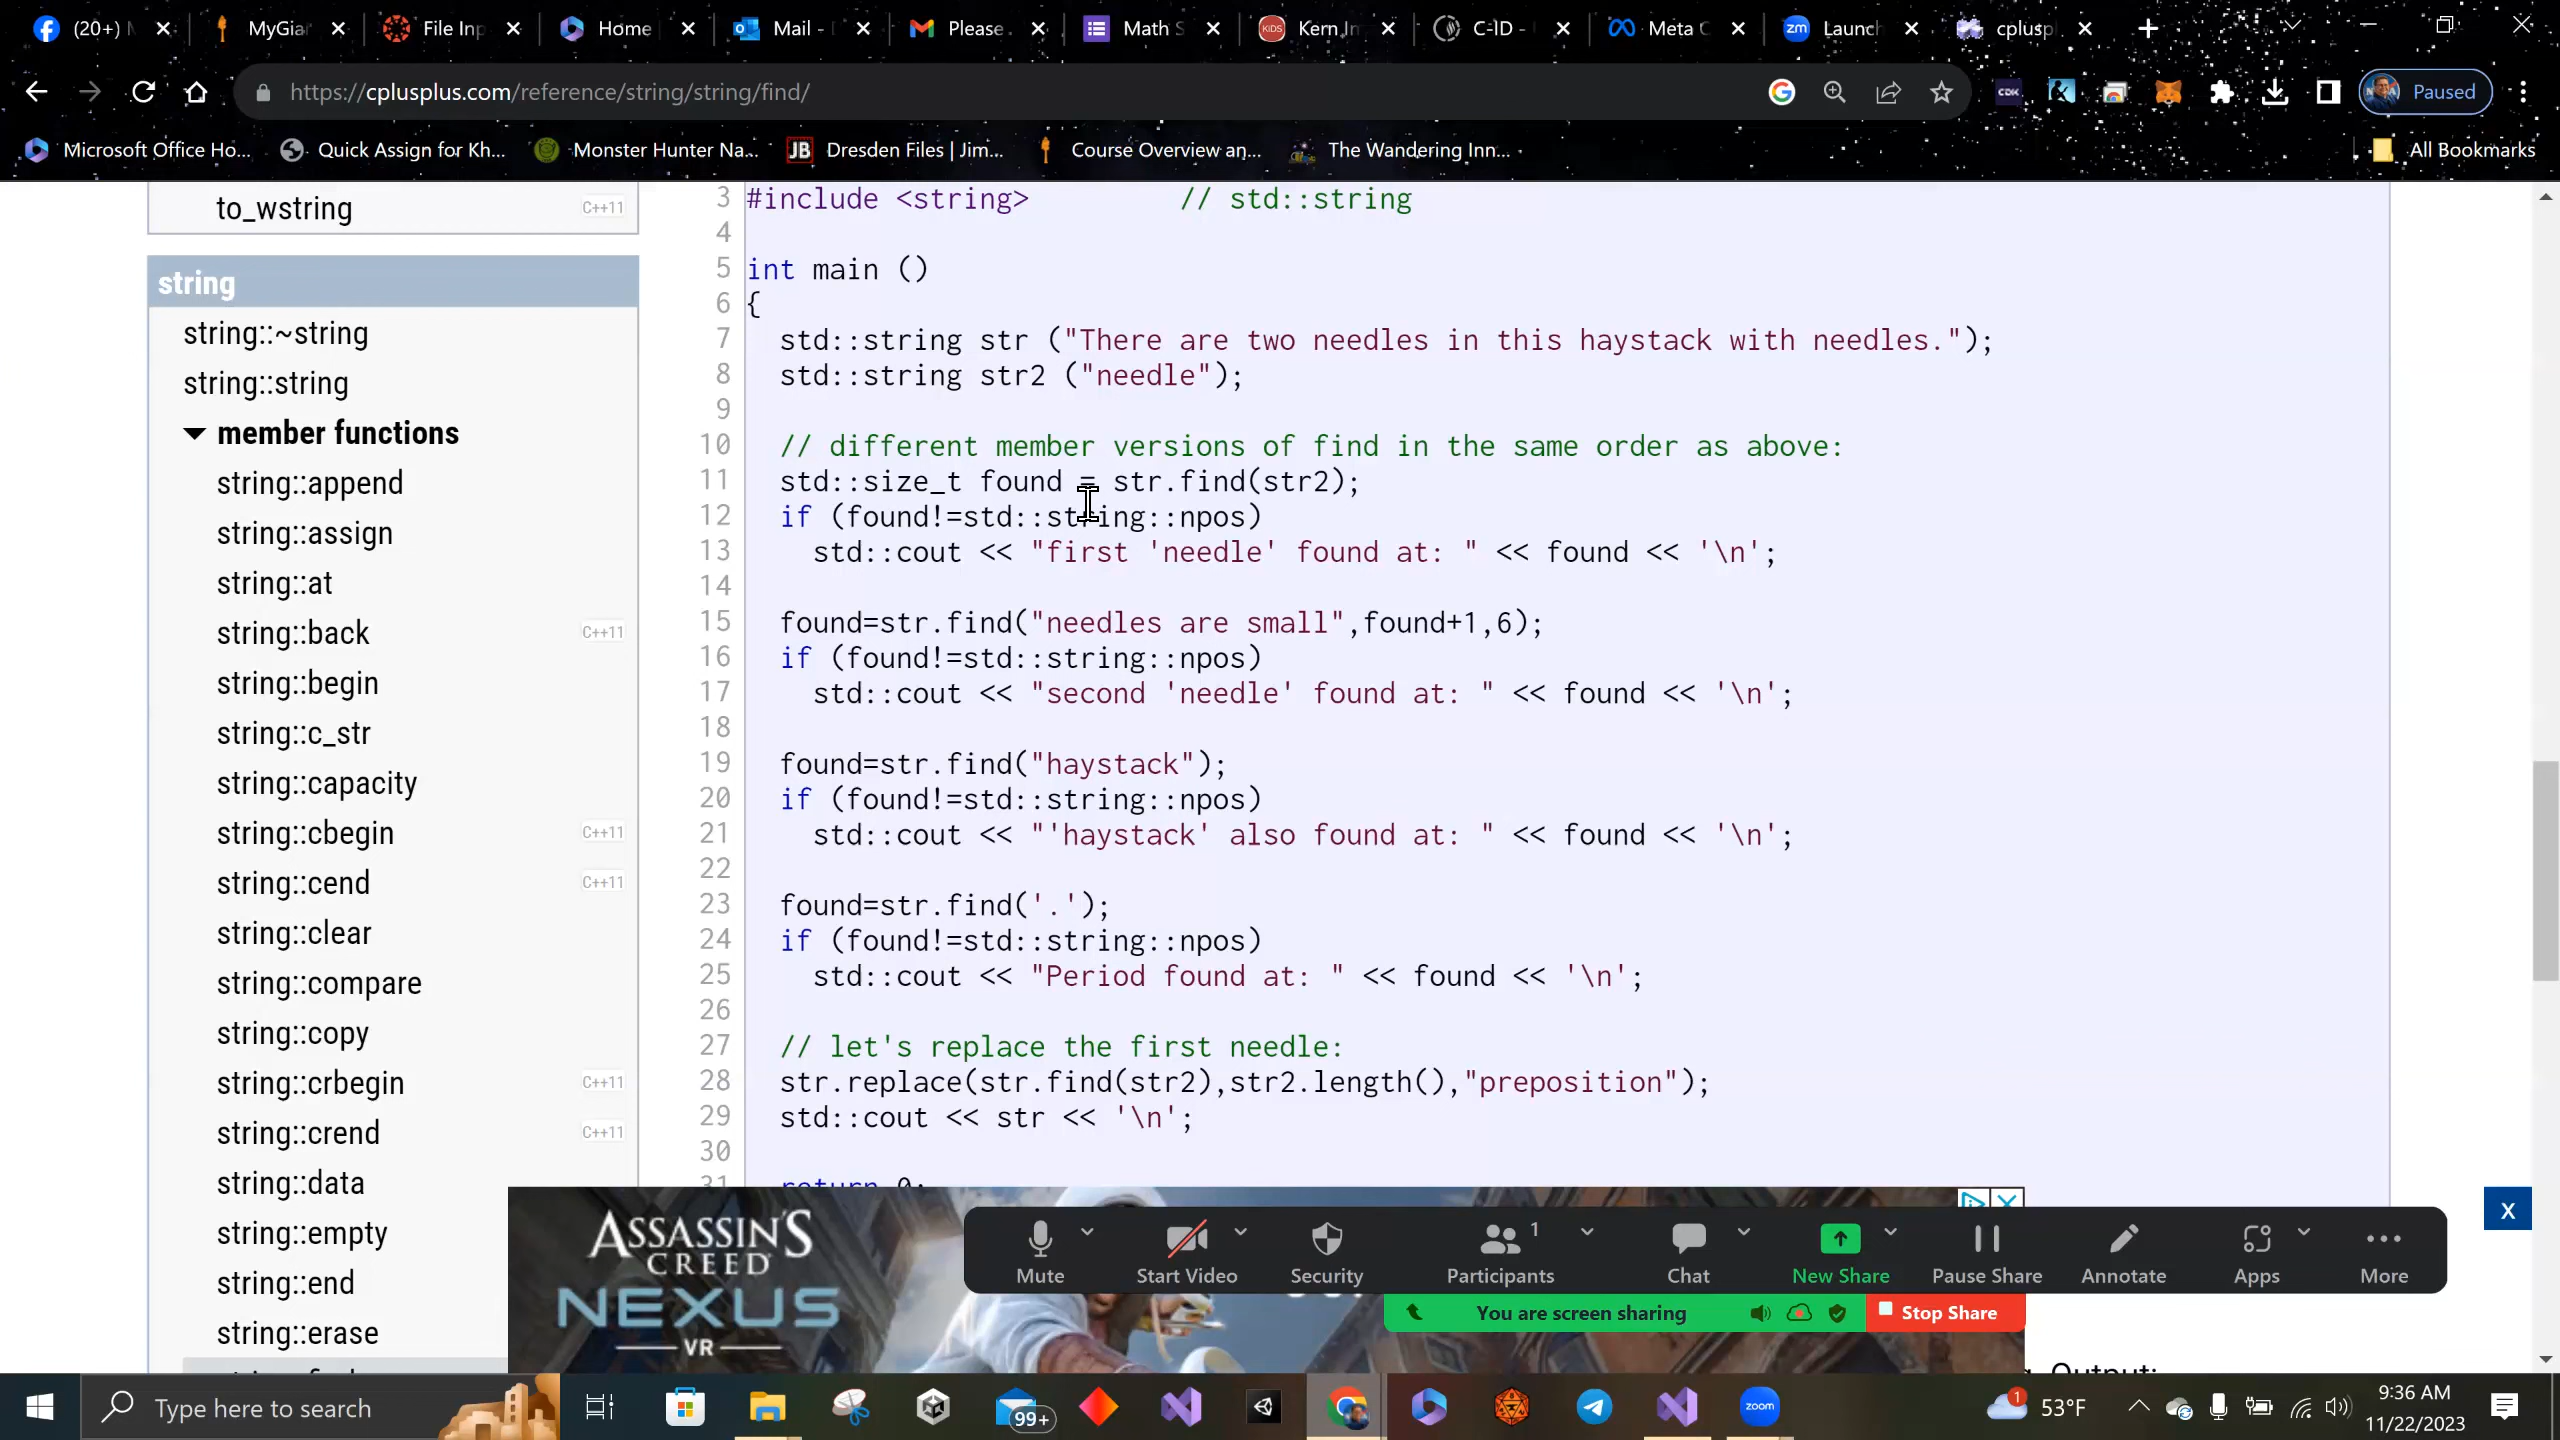 (20+) MyGia File Inp Home Mail - Please Math S Kern In C-ID - Meta C Launch cplusp
https://cplusplus.com/reference/string/string/find/ Paused
Microsoft Office Ho... Quick Assign for Kh... Monster Hunter Na... Dresden Files | Jim... Course Overview an... The Wandering Inn... All Bookmarks
to_wstring C++11
string
string::~string
string::string
member functions
string::append
string::assign
string::at
string::back C++11
string::begin
string::c_str
string::capacity
string::cbegin C++11
string::cend C++11
string::clear
string::compare
string::copy
string::crbegin C++11
string::crend C++11
string::data
string::empty
string::end
string::erase
3 #include <string> // std::string
4
5 int main ()
6 {
7 std::string str ("There are two needles in this haystack with needles.");
8 std::string str2 ("needle");
9
10 // different member versions of find in the same order as above:
11 std::size_t found = str.find(str2);
12 if (found!=std::string::npos)
13 std::cout << "first 'needle' found at: " << found << '\n';
14
15 found=str.find("needles are small",found+1,6);
16 if (found!=std::string::npos)
17 std::cout << "second 'needle' found at: " << found << '\n';
18
19 found=str.find("haystack");
20 if (found!=std::string::npos)
21 std::cout << "'haystack' also found at: " << found << '\n';
22
23 found=str.find('.');
24 if (found!=std::string::npos)
25 std::cout << "Period found at: " << found << '\n';
26
27 // let's replace the first needle:
28 str.replace(str.find(str2),str2.length(),"preposition");
29 std::cout << str << '\n';
30
31 return 0;
ASSASSIN'S
CREED
NEXUS
VR
X
Mute Start Video Security Participants 1 Chat New Share Pause Share Annotate Apps More
You are screen sharing Stop Share
Output:
Type here to search 99+ zoom 1 53°F 9:36 AM
11/22/2023